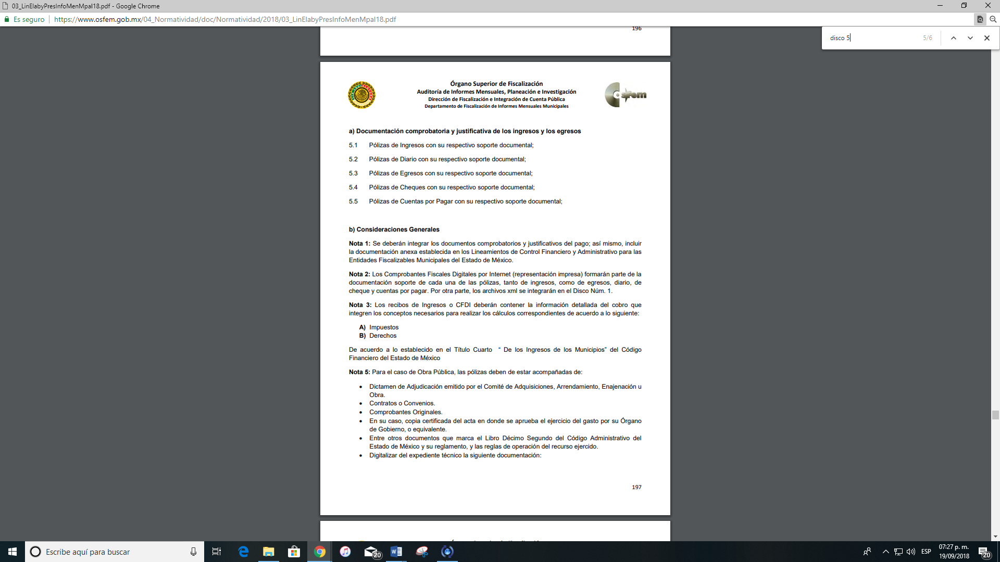 03_LinElabyPresInfoMenMpal18.pdf - Google Chrome
Es seguro
https://www.osfem.gob.mx/04_Normatividad/doc/Normatividad/2018/03_LinElabyPresInfoMenMpal18.pdf
disco 5
5/6
196
Órgano Superior de Fiscalización
Auditoría de Informes Mensuales, Planeación e Investigación
Dirección de Fiscalización e Integración de Cuenta Pública
Departamento de Fiscalización de Informes Mensuales Municipales
osfem
a) Documentación comprobatoria y justificativa de los ingresos y los egresos
5.1 Pólizas de Ingresos con su respectivo soporte documental;
5.2 Pólizas de Diario con su respectivo soporte documental;
5.3 Pólizas de Egresos con su respectivo soporte documental;
5.4 Pólizas de Cheques con su respectivo soporte documental;
5.5 Pólizas de Cuentas por Pagar con su respectivo soporte documental;
b) Consideraciones Generales
Nota 1: Se deberán integrar los documentos comprobatorios y justificativos del pago; así mismo, incluir
la documentación anexa establecida en los Lineamientos de Control Financiero y Administrativo para las
Entidades Fiscalizables Municipales del Estado de México.
Nota 2: Los Comprobantes Fiscales Digitales por Internet (representación impresa) formarán parte de la
documentación soporte de cada una de las pólizas, tanto de ingresos, como de egresos, diario, de
cheque y cuentas por pagar. Por otra parte, los archivos xml se integrarán en el Disco Núm. 1.
Nota 3: Los recibos de Ingresos o CFDI deberán contener la información detallada del cobro que
integren los conceptos necesarios para realizar los cálculos correspondientes de acuerdo a lo siguiente:
A) Impuestos
B) Derechos
De acuerdo a lo establecido en el Título Cuarto “ De los Ingresos de los Municipios” del Código
Financiero del Estado de México
Nota 5: Para el caso de Obra Pública, las pólizas deben de estar acompañadas de:
• Dictamen de Adjudicación emitido por el Comité de Adquisiciones, Arrendamiento, Enajenación u
Obra.
• Contratos o Convenios.
• Comprobantes Originales.
• En su caso, copia certificada del acta en donde se aprueba el ejercicio del gasto por su Órgano
de Gobierno, o equivalente.
• Entre otros documentos que marca el Libro Décimo Segundo del Código Administrativo del
Estado de México y su reglamento, y las reglas de operación del recurso ejercido.
• Digitalizar del expediente técnico la siguiente documentación:
197
Escribe aquí para buscar
20
ESP
07:27 p. m.
19/09/2018
20